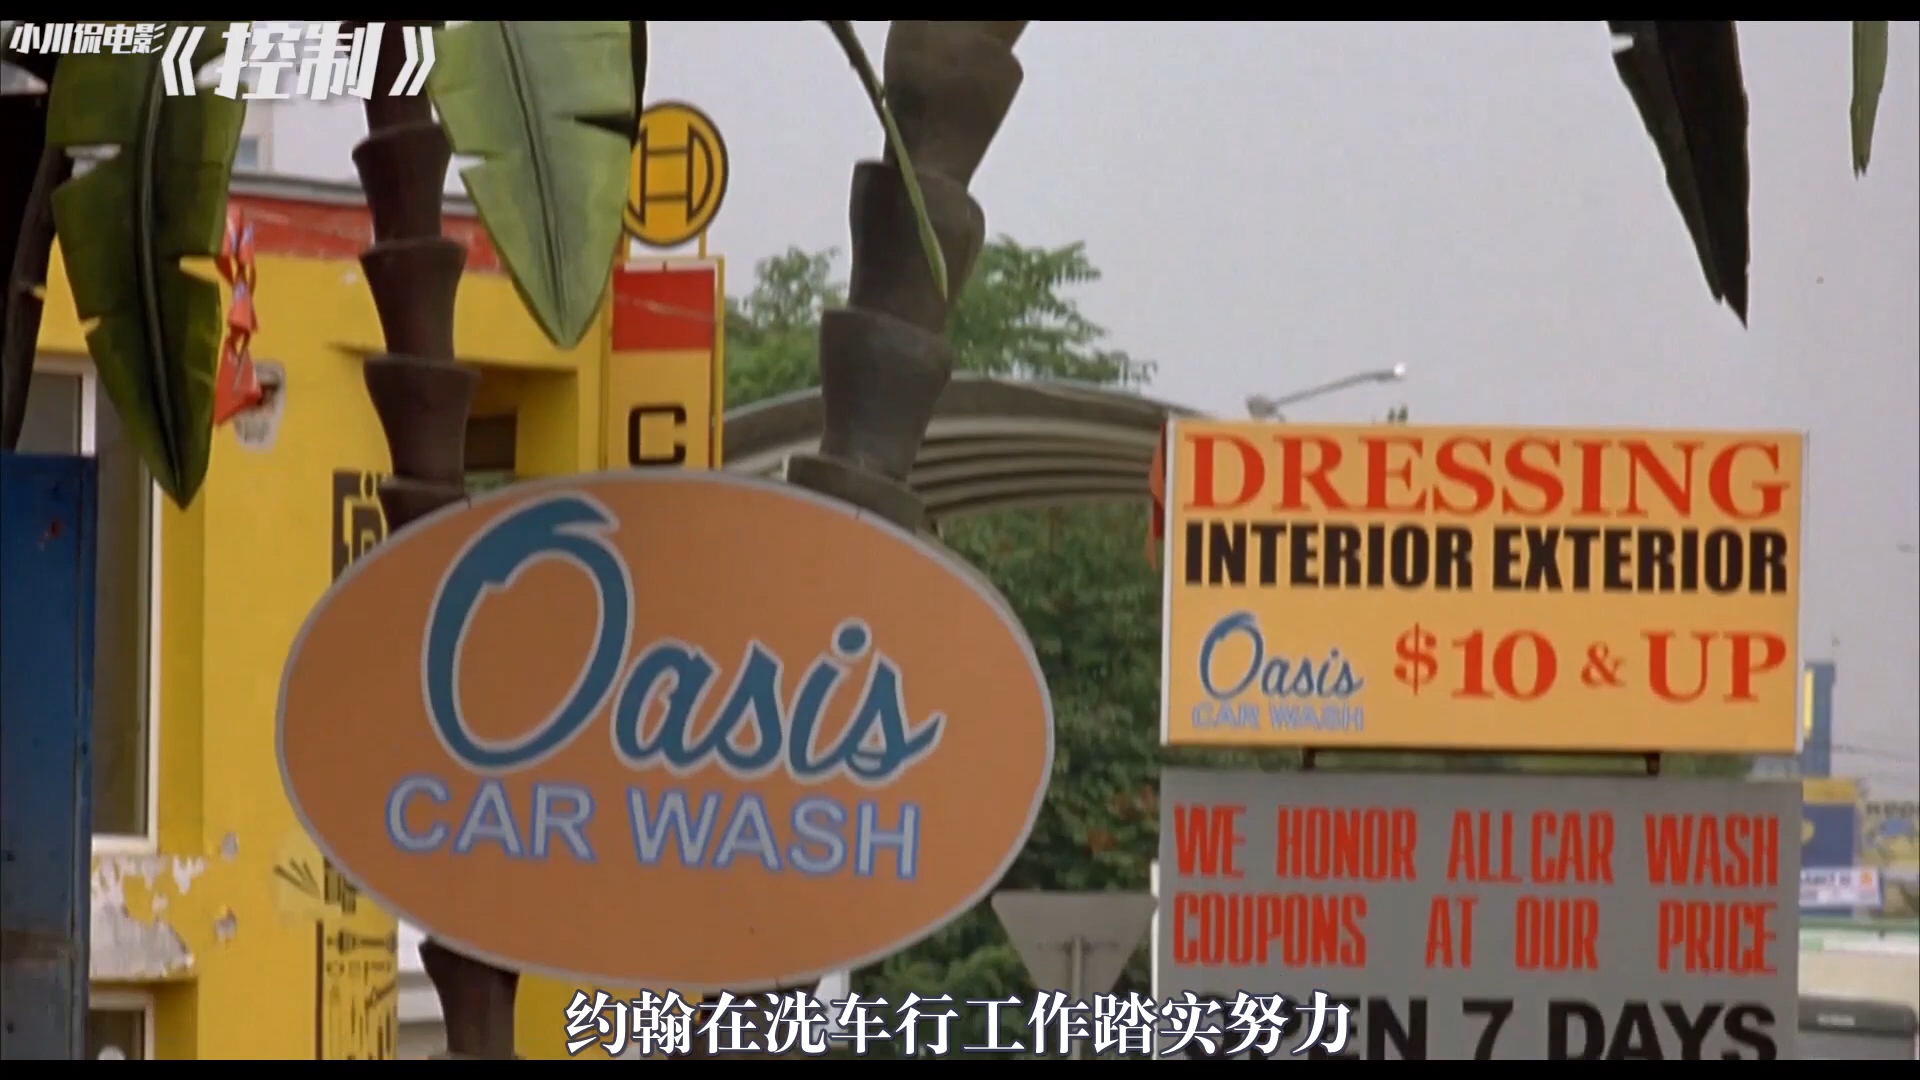 小川侃电影
《控制》
C
DRESSING
INTERIOR EXTERIOR
Oasis
CAR WASH
$10 & UP
Oasis
CAR WASH
WE HONOR ALL CAR WASH
COUPONS AT OUR PRICE
7 DAYS
约翰在洗车行工作踏实努力